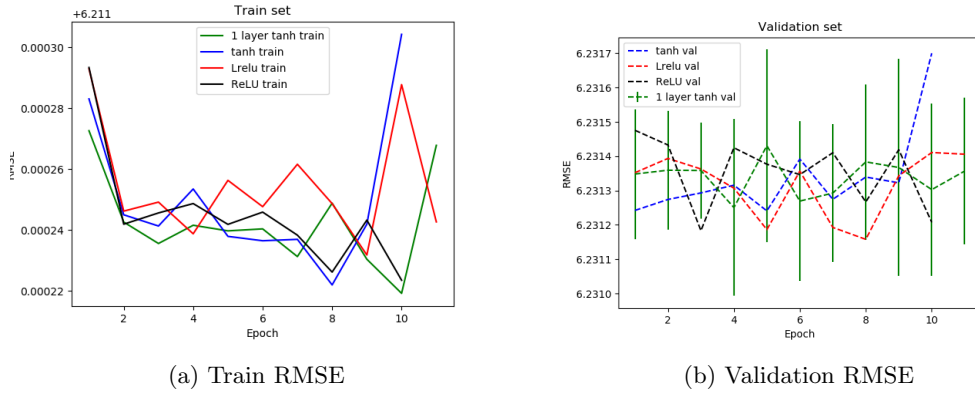 Train set
+6.211
0.00030
0.00028
0.00026
0.00024
0.00022
RMSE
1 layer tanh train
tanh train
Lrelu train
ReLU train
2
4
6
8
10
Epoch
(a) Train RMSE
Validation set
6.2317
6.2316
6.2315
6.2314
6.2313
6.2312
6.2311
6.2310
RMSE
tanh val
Lrelu val
ReLU val
1 layer tanh val
2
4
6
8
10
Epoch
(b) Validation RMSE